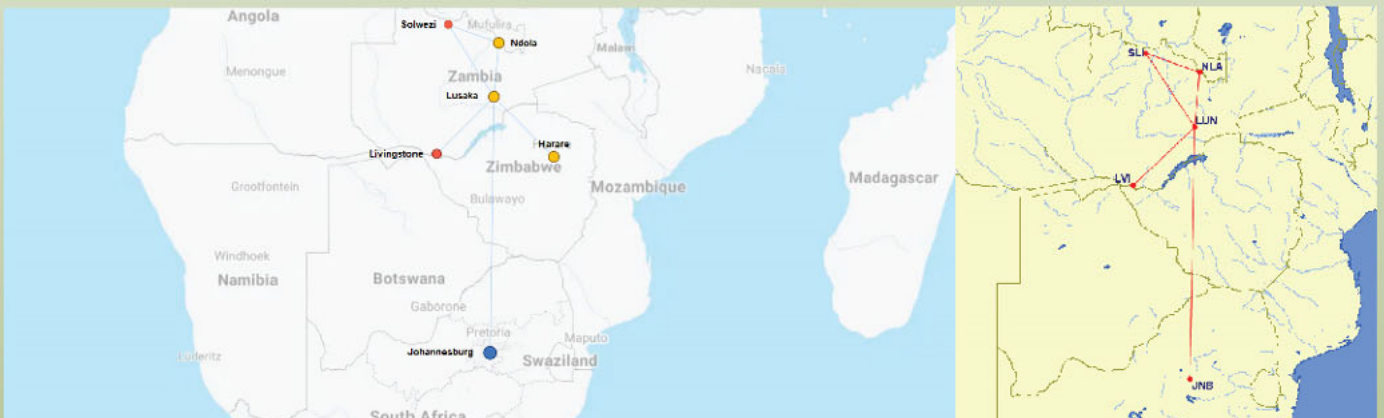 Angola
Solwezi
Mufulira
Ndola
Malawi
Menongue
Zambia
Nacala
Lusaka
Harare
Livingstone
Zimbabwe
Grootfontein
Mozambique
Madagascar
Bulawayo
Windhoek
Namibia
Botswana
Gaborone
Pretoria
Maputo
Luderitz
Johannesburg
Swaziland
South Africa
SLI
NLA
LUN
LVI
JNB